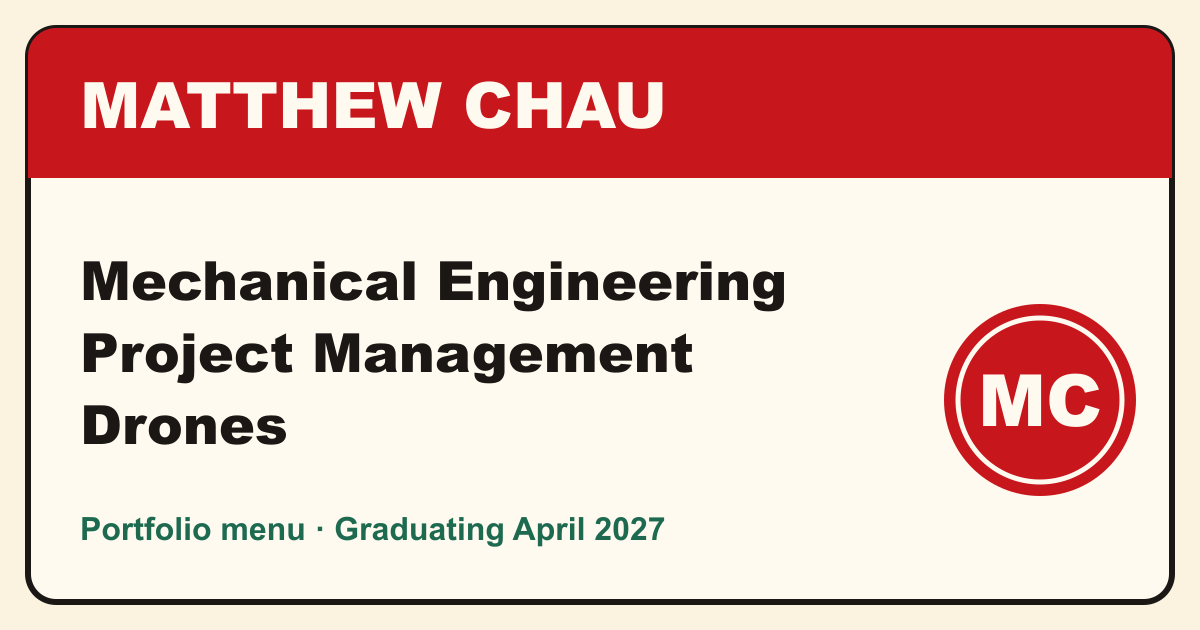 MATTHEW CHAU
Mechanical Engineering
Project Management
Drones
MC
Portfolio menu · Graduating April 2027